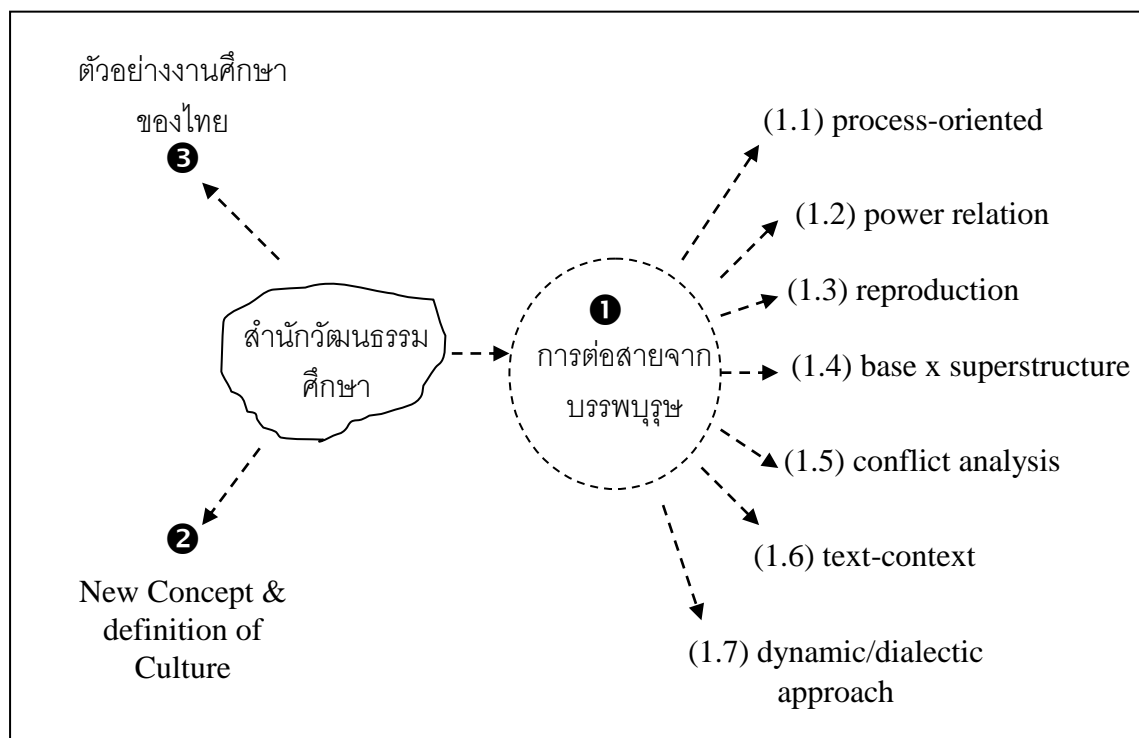 ตัวอย่างงานศึกษา
ของไทย
❸
สำนักวัฒนธรรม
ศึกษา
❷
New Concept &
definition of
Culture
❶
การต่อสายจาก
บรรพบุรุษ
(1.1) process-oriented
(1.2) power relation
(1.3) reproduction
(1.4) base x superstructure
(1.5) conflict analysis
(1.6) text-context
(1.7) dynamic/dialectic
approach